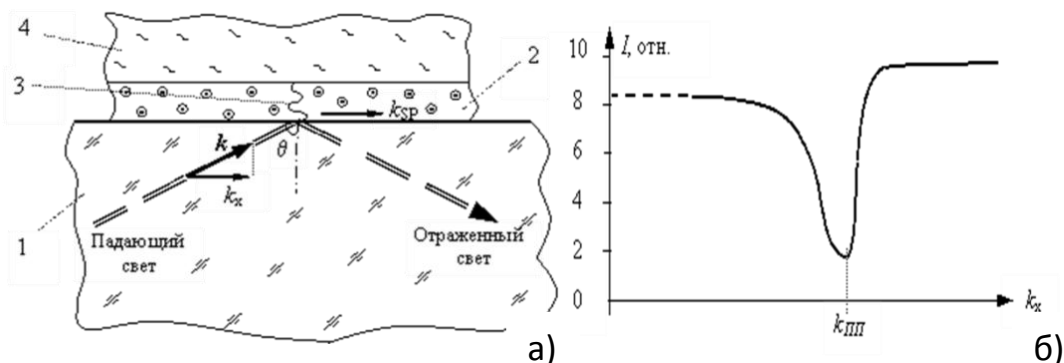 4
3
2
k_SP
k
θ
k_x
1
Падающий
свет
Отраженный
свет
а)
I, отн.
10
8
6
4
2
0
k_x
k_ПП
б)